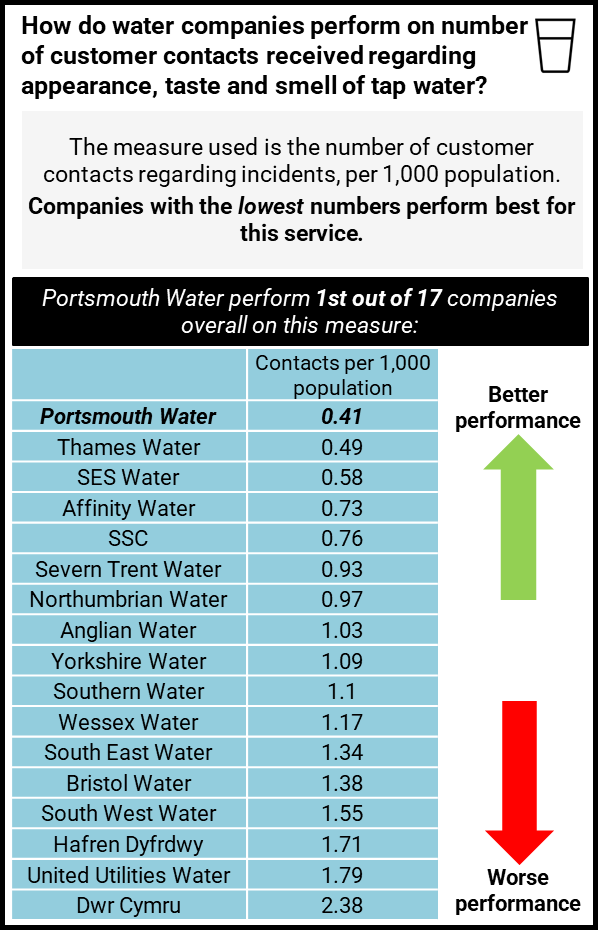 How do water companies perform on number
of customer contacts received regarding
appearance, taste and smell of tap water?
The measure used is the number of customer
contacts regarding incidents, per 1,000 population.
Companies with the lowest numbers perform best for
this service.
Portsmouth Water perform 1st out of 17 companies
overall on this measure:
Contacts per 1,000
population
Portsmouth Water 0.41
Thames Water 0.49
SES Water 0.58
Affinity Water 0.73
SSC 0.76
Severn Trent Water 0.93
Northumbrian Water 0.97
Anglian Water 1.03
Yorkshire Water 1.09
Southern Water 1.1
Wessex Water 1.17
South East Water 1.34
Bristol Water 1.38
South West Water 1.55
Hafren Dyfrdwy 1.71
United Utilities Water 1.79
Dwr Cymru 2.38
Better
performance
Worse
performance